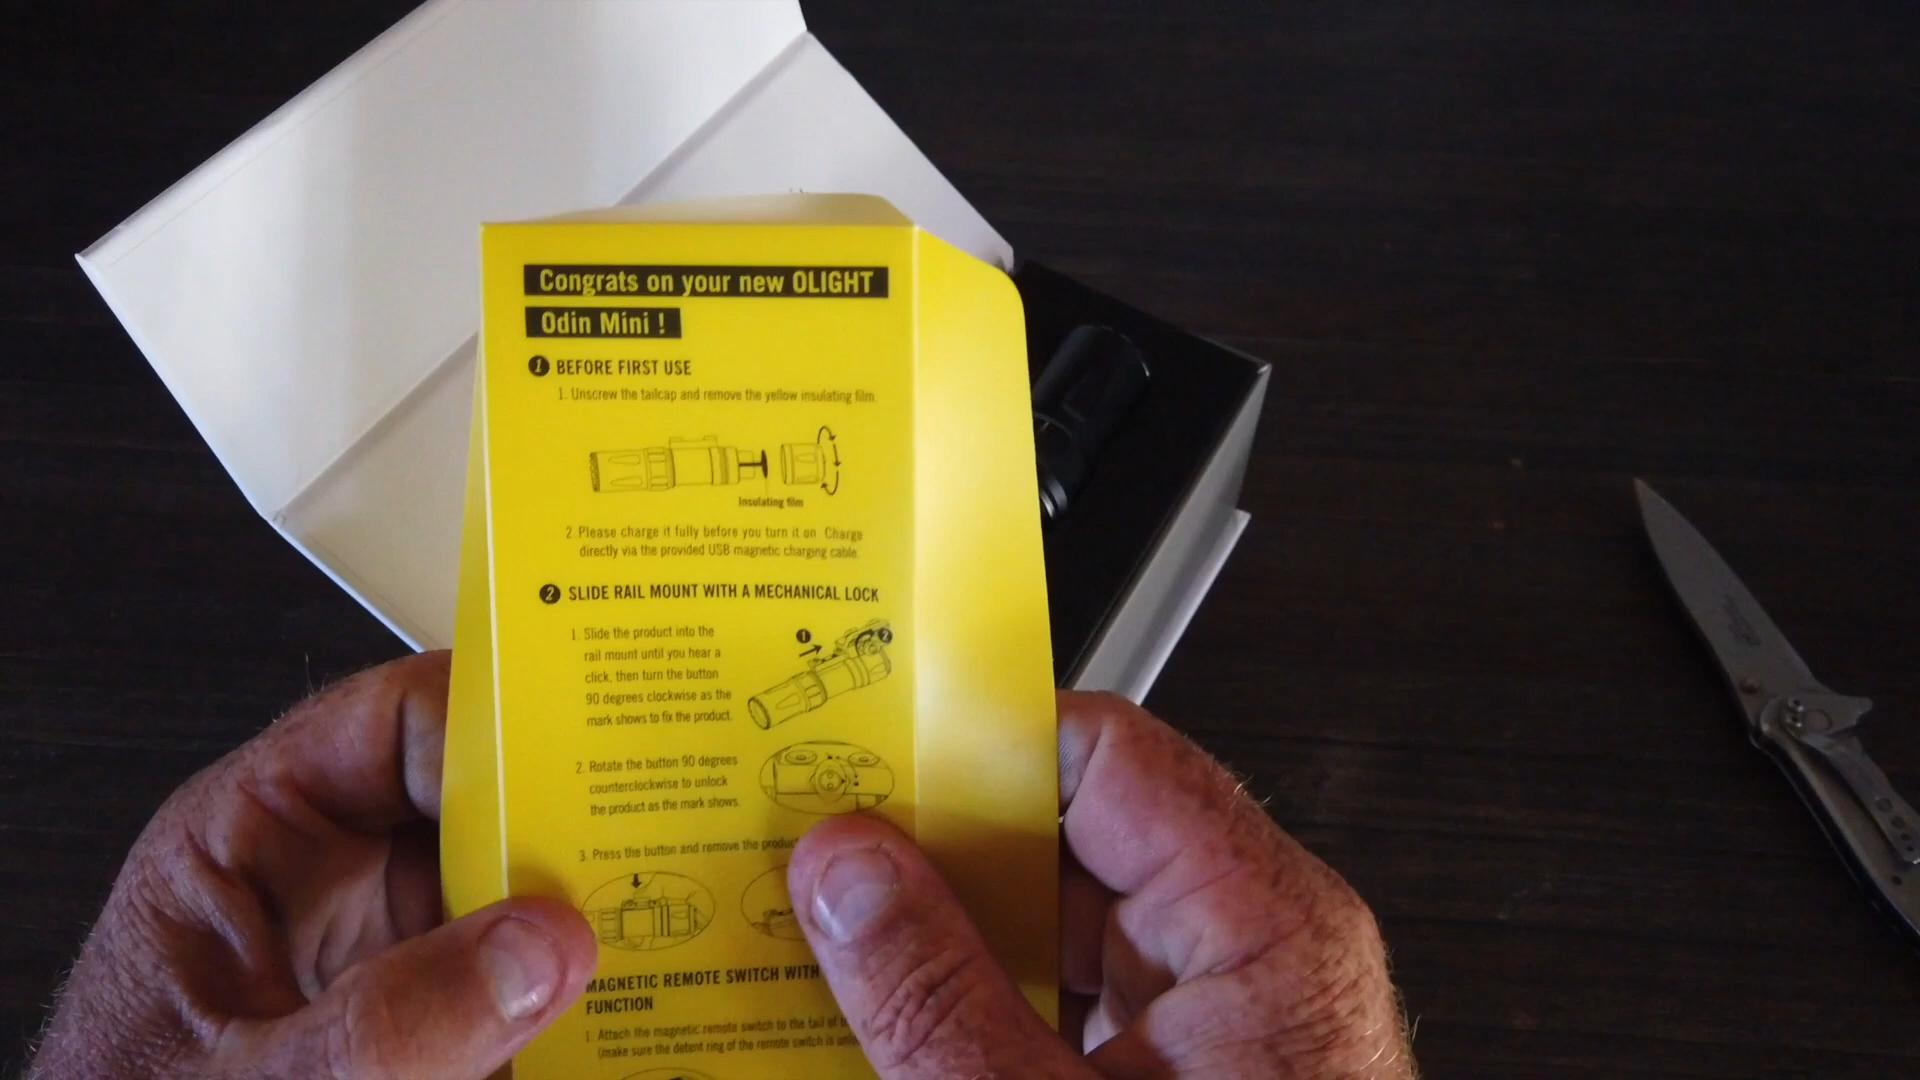 Congrats on your new OLIGHT
Odin Mini !
1 BEFORE FIRST USE
1. Unscrew the tailcap and remove the yellow insulating film.
Insulating film
2. Please charge it fully before you turn it on. Charge
directly via the provided USB magnetic charging cable.
2 SLIDE RAIL MOUNT WITH A MECHANICAL LOCK
1. Slide the product into the
rail mount until you hear a
click, then turn the button
90 degrees clockwise as the
mark shows to fix the product.
1 2
2. Rotate the button 90 degrees
counterclockwise to unlock
the product as the mark shows.
3. Press the button and remove the product
MAGNETIC REMOTE SWITCH WITH
FUNCTION
1. Attach the magnetic remote switch to the tail of
(make sure the detent ring of the remote switch is